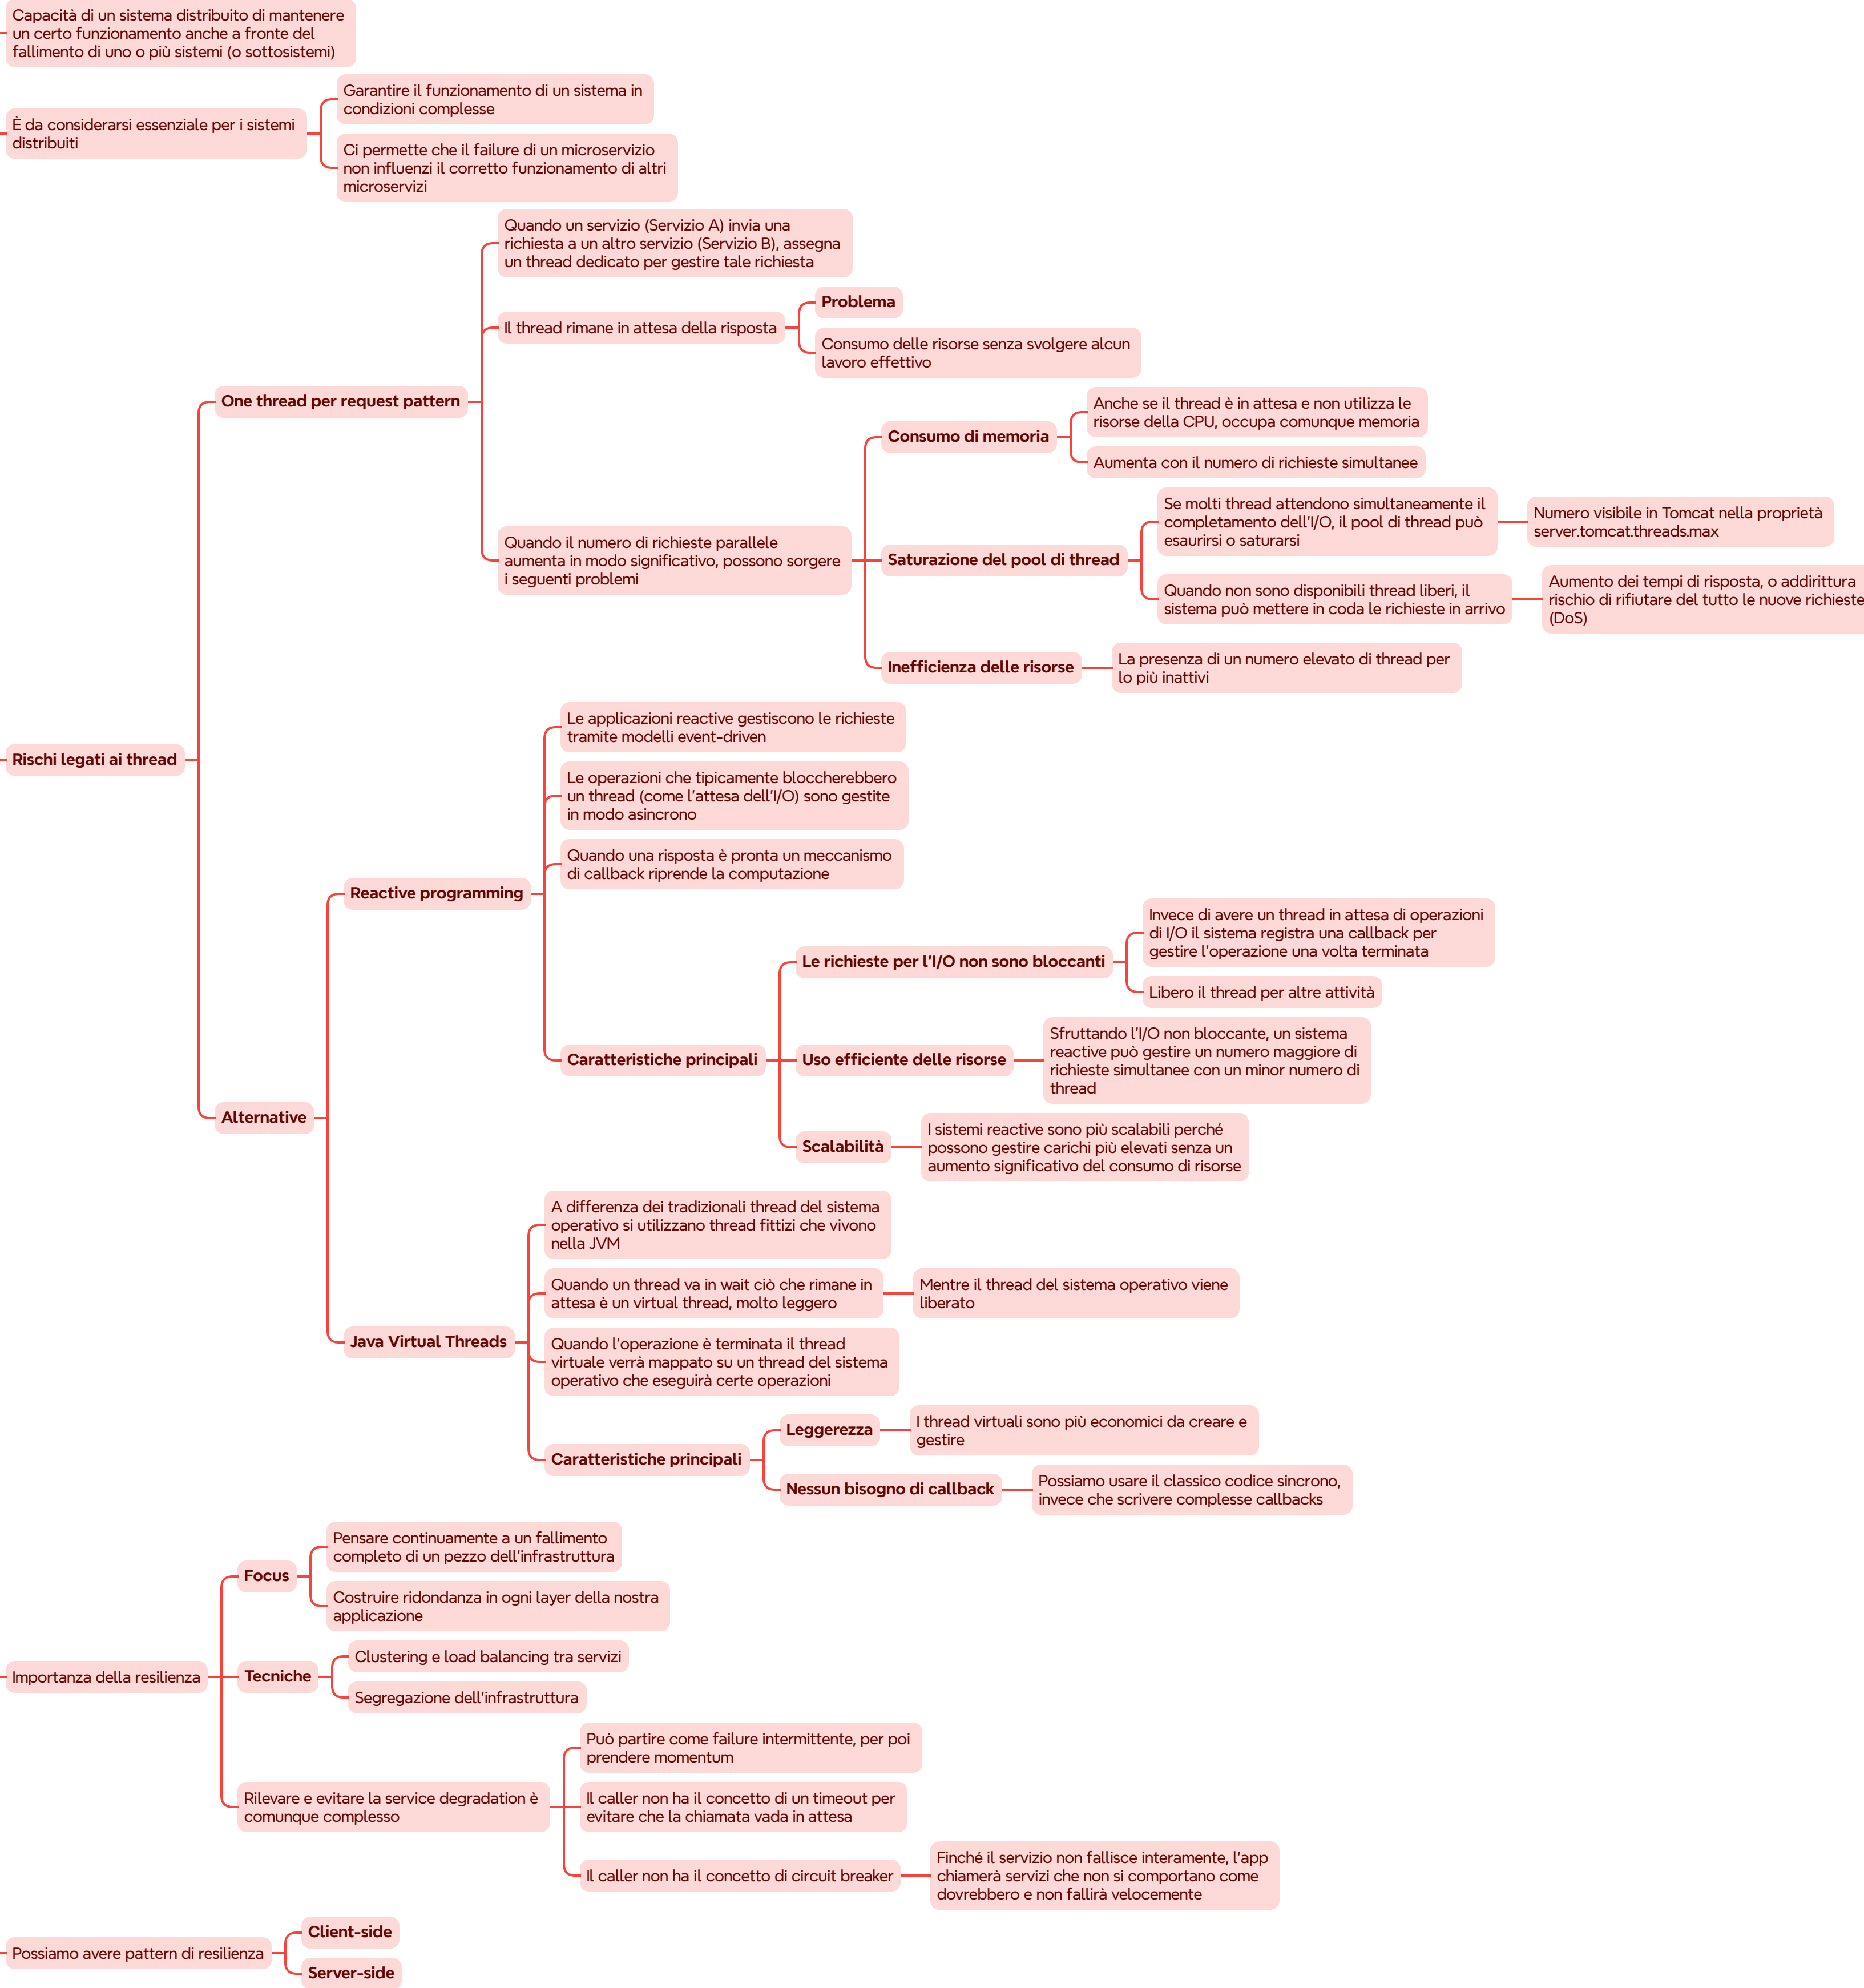 Capacità di un sistema distribuito di mantenere
un certo funzionamento anche a fronte del
fallimento di uno o più sistemi (o sottosistemi)
È da considerarsi essenziale per i sistemi
distribuiti
Garantire il funzionamento di un sistema in
condizioni complesse
Ci permette che il failure di un microservizio
non influenzi il corretto funzionamento di altri
microservizi
Rischi legati ai thread
One thread per request pattern
Quando un servizio (Servizio A) invia una
richiesta a un altro servizio (Servizio B), assegna
un thread dedicato per gestire tale richiesta
Il thread rimane in attesa della risposta
Problema
Consumo delle risorse senza svolgere alcun
lavoro effettivo
Quando il numero di richieste parallele
aumenta in modo significativo, possono sorgere
i seguenti problemi
Consumo di memoria
Anche se il thread è in attesa e non utilizza le
risorse della CPU, occupa comunque memoria
Aumenta con il numero di richieste simultanee
Saturazione del pool di thread
Se molti thread attendono simultaneamente il
completamento dell'I/O, il pool di thread può
esaurirsi o saturarsi
Numero visibile in Tomcat nella proprietà
server.tomcat.threads.max
Quando non sono disponibili thread liberi, il
sistema può mettere in coda le richieste in arrivo
Aumento dei tempi di risposta, o addirittura
rischio di rifiutare del tutto le nuove richieste
(DoS)
Inefficienza delle risorse
La presenza di un numero elevato di thread per
lo più inattivi
Alternative
Reactive programming
Le applicazioni reactive gestiscono le richieste
tramite modelli event-driven
Le operazioni che tipicamente bloccherebbero
un thread (come l'attesa dell'I/O) sono gestite
in modo asincrono
Quando una risposta è pronta un meccanismo
di callback riprende la computazione
Caratteristiche principali
Le richieste per l'I/O non sono bloccanti
Invece di avere un thread in attesa di operazioni
di I/O il sistema registra una callback per
gestire l'operazione una volta terminata
Libero il thread per altre attività
Uso efficiente delle risorse
Sfruttando l'I/O non bloccante, un sistema
reactive può gestire un numero maggiore di
richieste simultanee con un minor numero di
thread
Scalabilità
I sistemi reactive sono più scalabili perché
possono gestire carichi più elevati senza un
aumento significativo del consumo di risorse
Java Virtual Threads
A differenza dei tradizionali thread del sistema
operativo si utilizzano thread fittizi che vivono
nella JVM
Quando un thread va in wait ciò che rimane in
attesa è un virtual thread, molto leggero
Mentre il thread del sistema operativo viene
liberato
Quando l'operazione è terminata il thread
virtuale verrà mappato su un thread del sistema
operativo che eseguirà certe operazioni
Caratteristiche principali
Leggerezza
I thread virtuali sono più economici da creare e
gestire
Nessun bisogno di callback
Possiamo usare il classico codice sincrono,
invece che scrivere complesse callbacks
Importanza della resilienza
Focus
Pensare continuamente a un fallimento
completo di un pezzo dell'infrastruttura
Costruire ridondanza in ogni layer della nostra
applicazione
Tecniche
Clustering e load balancing tra servizi
Segregazione dell'infrastruttura
Rilevare e evitare la service degradation è
comunque complesso
Può partire come failure intermittente, per poi
prendere momentum
Il caller non ha il concetto di un timeout per
evitare che la chiamata vada in attesa
Il caller non ha il concetto di circuit breaker
Finché il servizio non fallisce interamente, l'app
chiamerà servizi che non si comportano come
dovrebbero e non fallirà velocemente
Possiamo avere pattern di resilienza
Client-side
Server-side